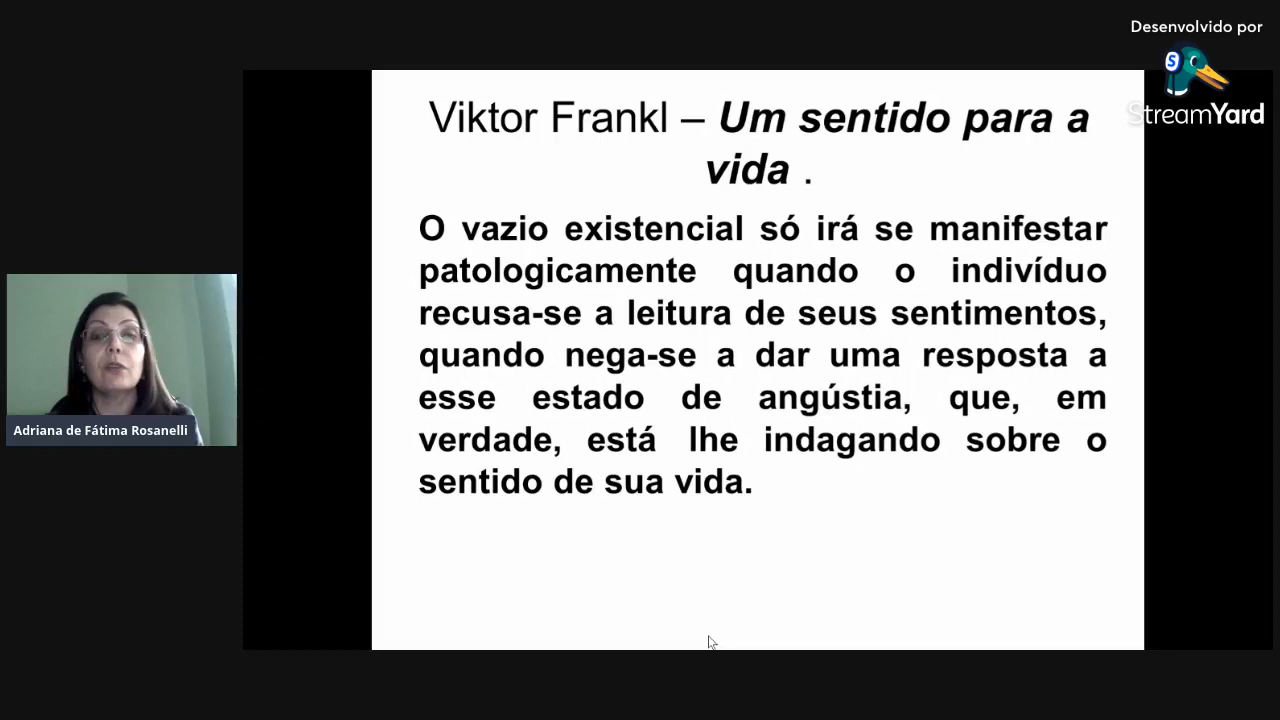 Desenvolvido por
StreamYard
Viktor Frankl – Um sentido para a
vida .
O vazio existencial só irá se manifestar
patologicamente quando o indivíduo
recusa-se a leitura de seus sentimentos,
quando nega-se a dar uma resposta a
esse estado de angústia, que, em
verdade, está lhe indagando sobre o
sentido de sua vida.
Adriana de Fátima Rosanelli